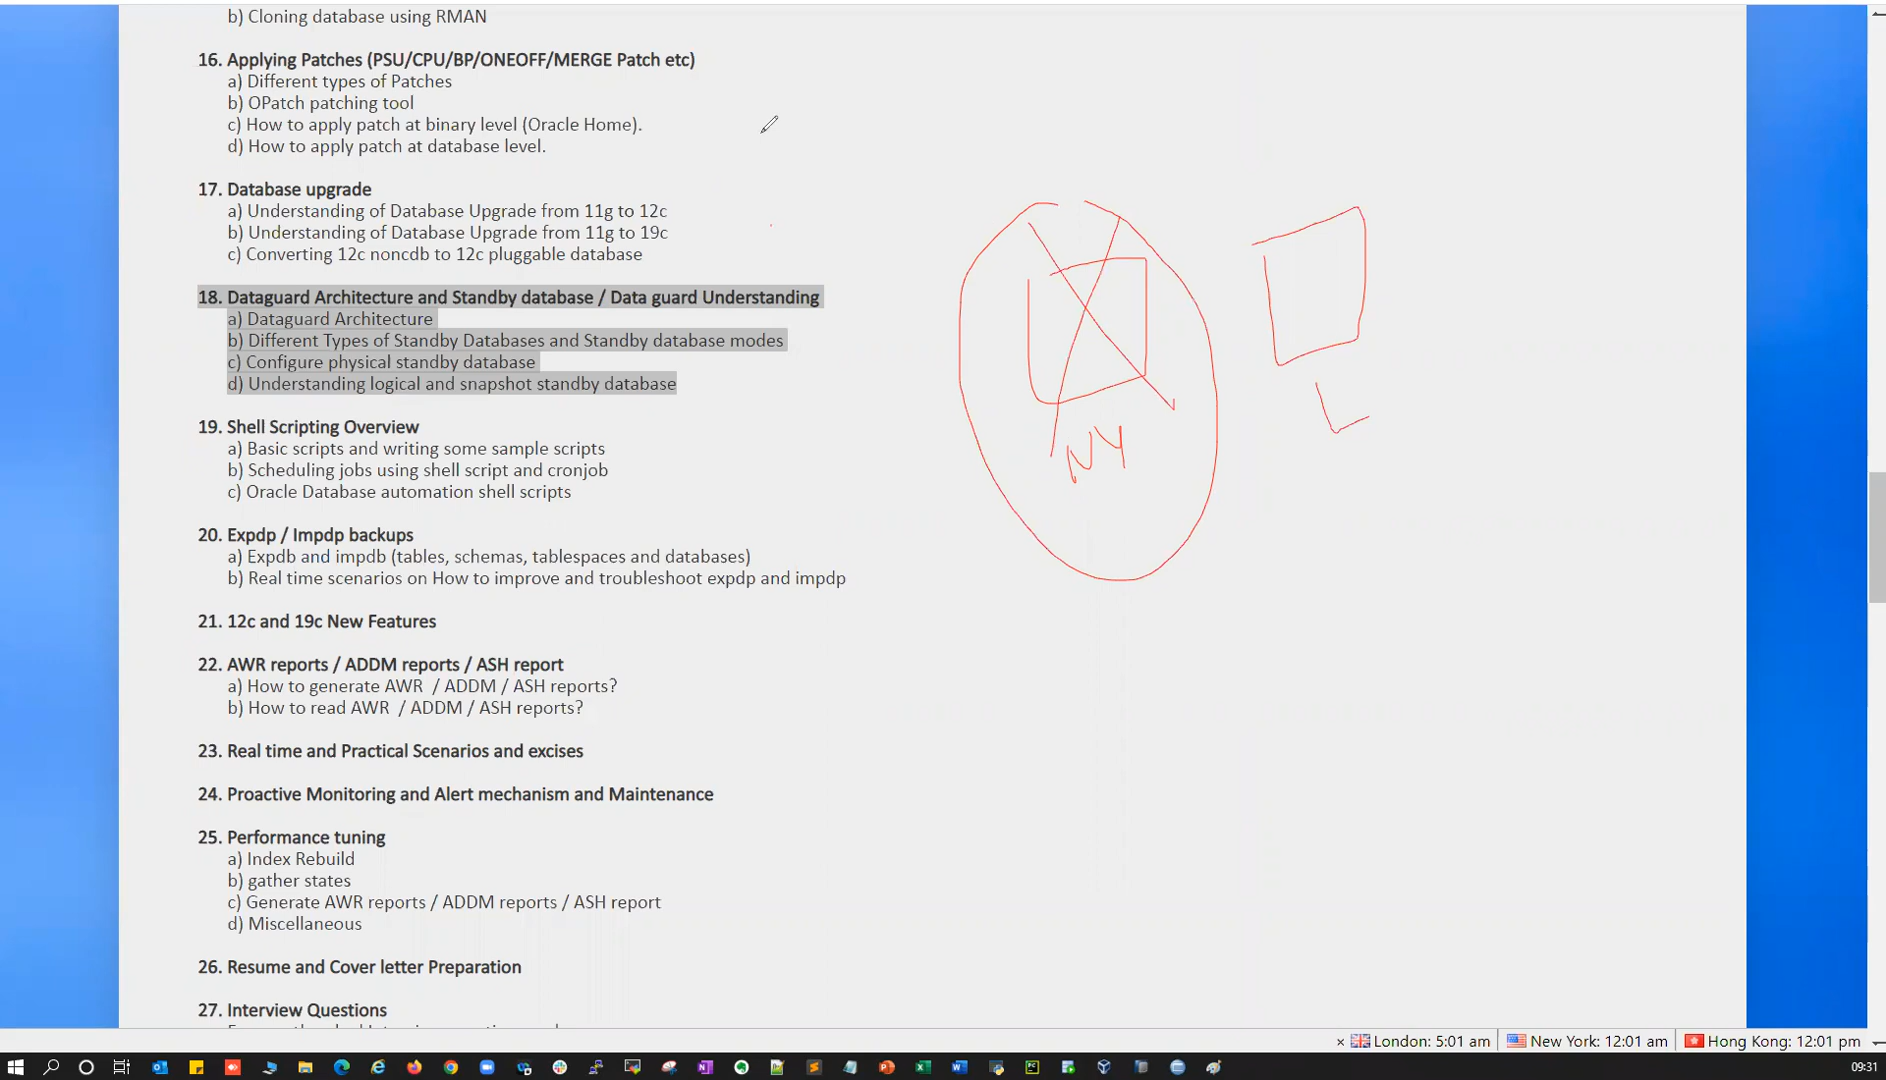 b) Cloning database using RMAN
16. Applying Patches (PSU/CPU/BP/ONEOFF/MERGE Patch etc)
a) Different types of Patches
b) OPatch patching tool
c) How to apply patch at binary level (Oracle Home).
d) How to apply patch at database level.
17. Database upgrade
a) Understanding of Database Upgrade from 11g to 12c
b) Understanding of Database Upgrade from 11g to 19c
c) Converting 12c noncdb to 12c pluggable database
18. Dataguard Architecture and Standby database / Data guard Understanding
a) Dataguard Architecture
b) Different Types of Standby Databases and Standby database modes
c) Configure physical standby database
d) Understanding logical and snapshot standby database
19. Shell Scripting Overview
a) Basic scripts and writing some sample scripts
b) Scheduling jobs using shell script and cronjob
c) Oracle Database automation shell scripts
20. Expdp / Impdp backups
a) Expdb and impdb (tables, schemas, tablespaces and databases)
b) Real time scenarios on How to improve and troubleshoot expdp and impdp
21. 12c and 19c New Features
22. AWR reports / ADDM reports / ASH report
a) How to generate AWR / ADDM / ASH reports?
b) How to read AWR / ADDM / ASH reports?
23. Real time and Practical Scenarios and excises
24. Proactive Monitoring and Alert mechanism and Maintenance
25. Performance tuning
a) Index Rebuild
b) gather states
c) Generate AWR reports / ADDM reports / ASH report
d) Miscellaneous
26. Resume and Cover letter Preparation
27. Interview Questions
NY
L
London: 5:01 am
New York: 12:01 am
Hong Kong: 12:01 pm
09:31